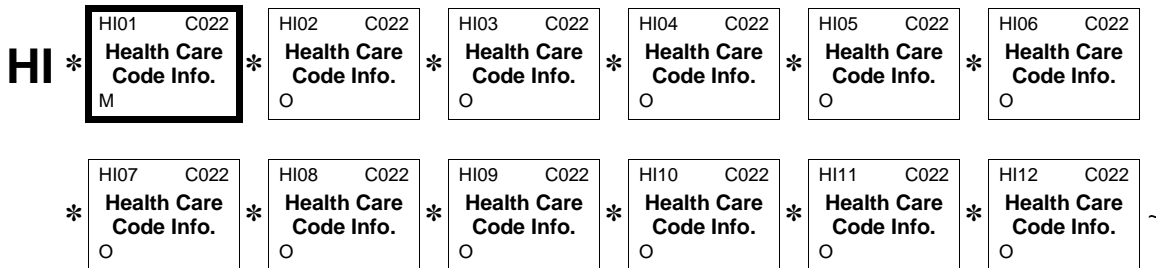 HI01 C022 HI02 C022 HI03 C022 HI04 C022 HI05 C022 HI06 C022
HI * Health Care * Health Care * Health Care * Health Care * Health Care * Health Care
Code Info. Code Info. Code Info. Code Info. Code Info. Code Info.
M O O O O O
HI07 C022 HI08 C022 HI09 C022 HI10 C022 HI11 C022 HI12 C022
* Health Care * Health Care * Health Care * Health Care * Health Care * Health Care ~
Code Info. Code Info. Code Info. Code Info. Code Info. Code Info.
O O O O O O